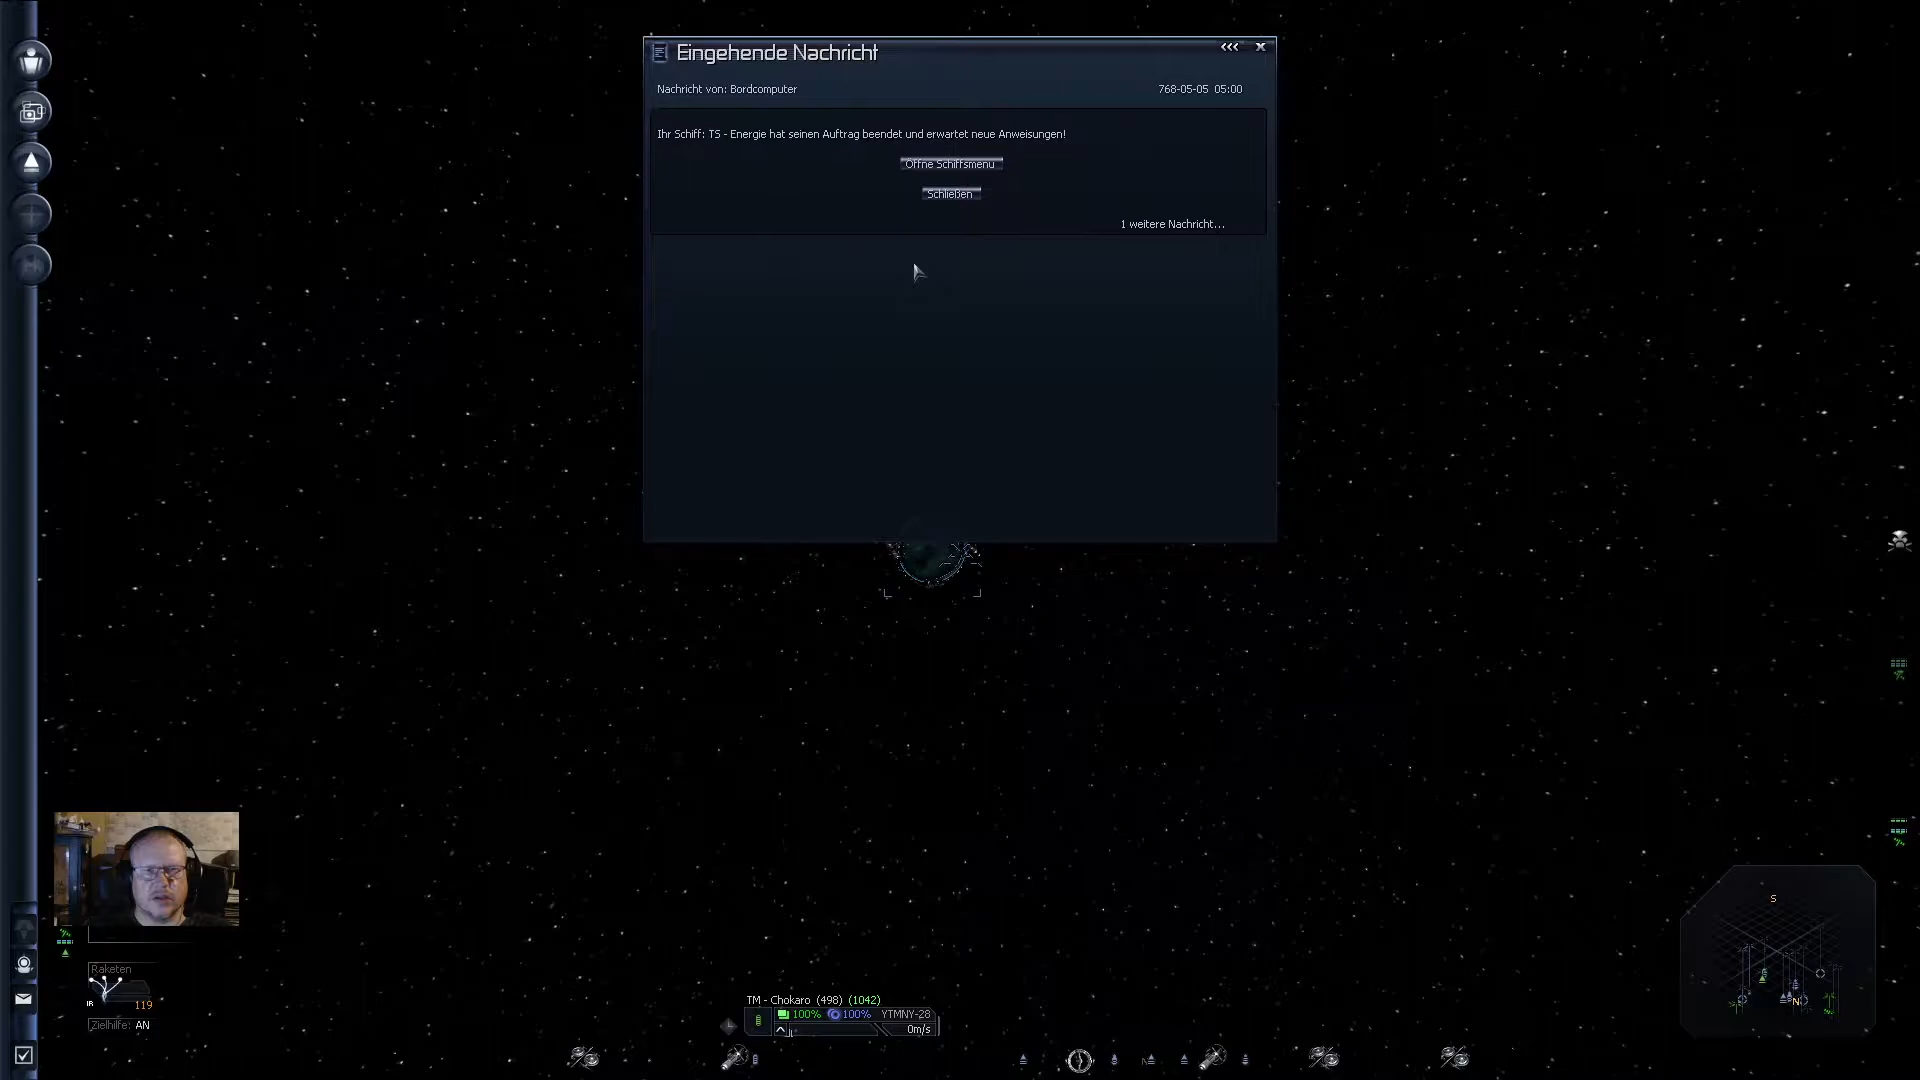 Eingehende Nachricht
Nachricht von: Bordcomputer 768-05-05 05:00
Ihr Schiff: TS - Energie hat seinen Auftrag beendet und erwartet neue Anweisungen!
Öffne Schiffsmenü
Schließen
1 weitere Nachricht...
S
N
Raketen
IR 119
Zielhilfe: AN
TM - Chokaro (498) (1042)
100% 100% YTMNY-28
0m/s
N